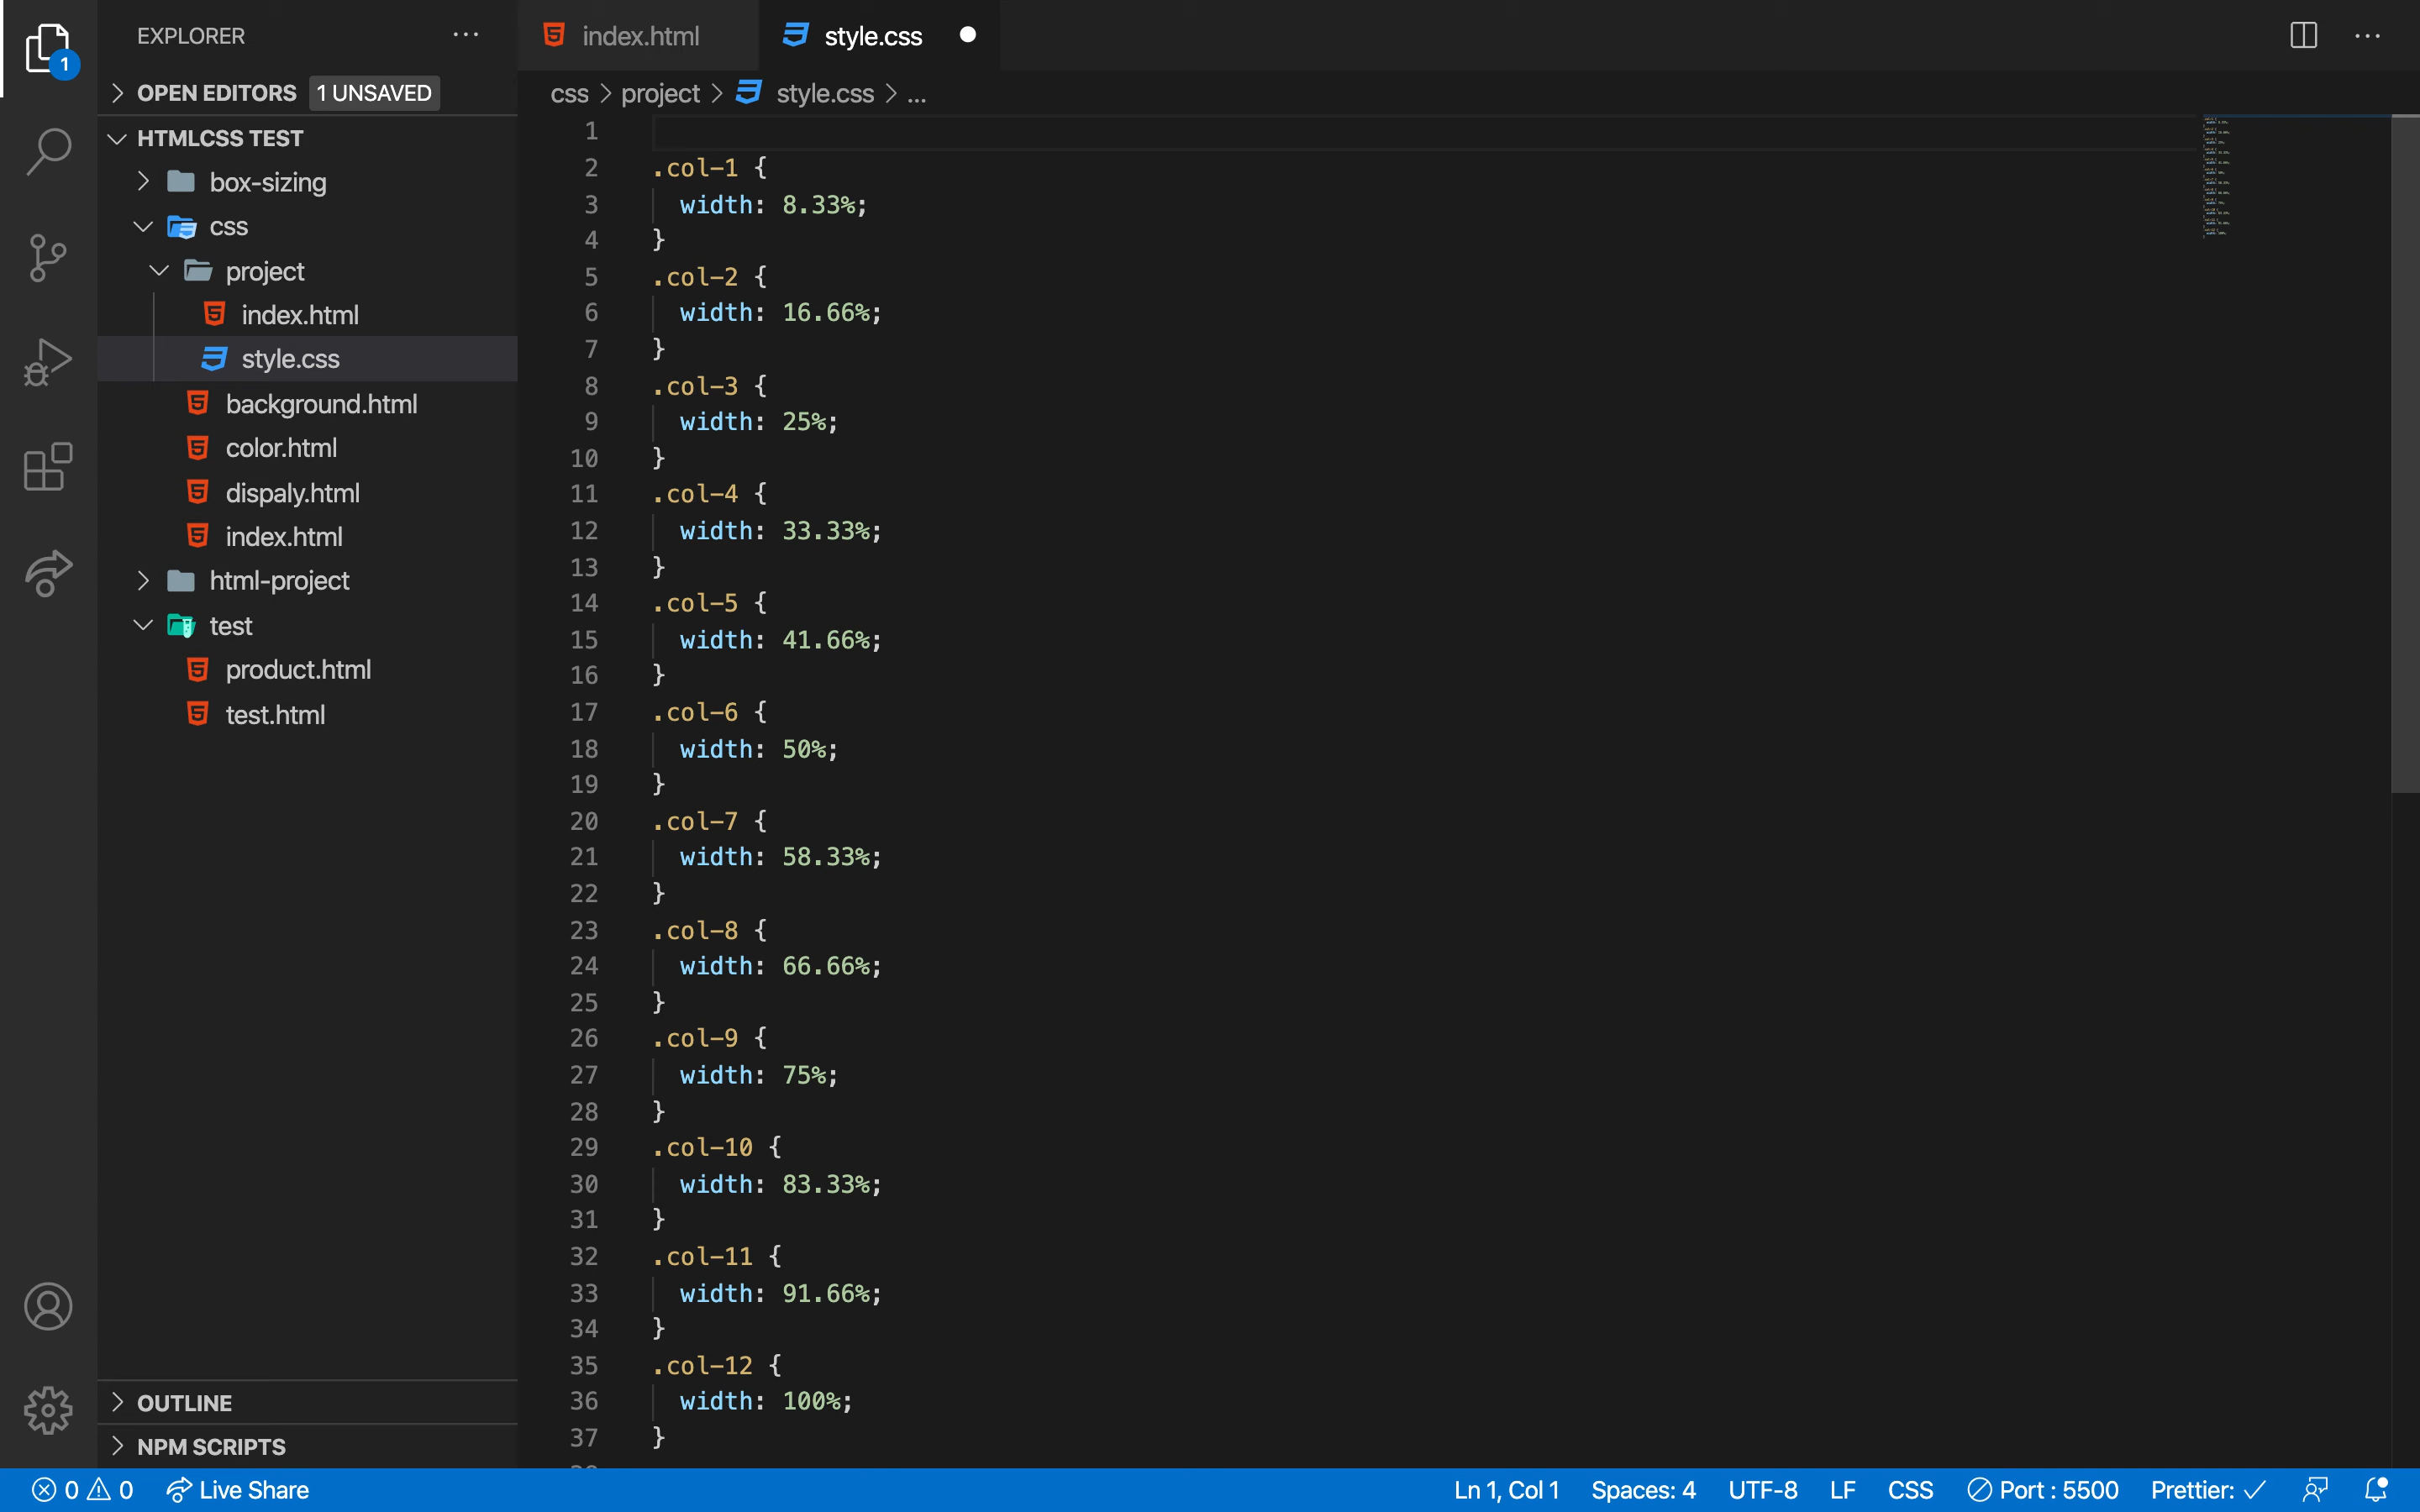 EXPLORER
OPEN EDITORS 1 UNSAVED
HTMLCSS TEST
box-sizing
css
project
index.html
style.css
background.html
color.html
dispaly.html
index.html
html-project
test
product.html
test.html
OUTLINE
NPM SCRIPTS
1
index.html
style.css
css > project > style.css > ...
1
2 .col-1 {
3 width: 8.33%;
4 }
5 .col-2 {
6 width: 16.66%;
7 }
8 .col-3 {
9 width: 25%;
10 }
11 .col-4 {
12 width: 33.33%;
13 }
14 .col-5 {
15 width: 41.66%;
16 }
17 .col-6 {
18 width: 50%;
19 }
20 .col-7 {
21 width: 58.33%;
22 }
23 .col-8 {
24 width: 66.66%;
25 }
26 .col-9 {
27 width: 75%;
28 }
29 .col-10 {
30 width: 83.33%;
31 }
32 .col-11 {
33 width: 91.66%;
34 }
35 .col-12 {
36 width: 100%;
37 }
0 0 Live Share Ln 1, Col 1 Spaces: 4 UTF-8 LF CSS Port : 5500 Prettier: ✓